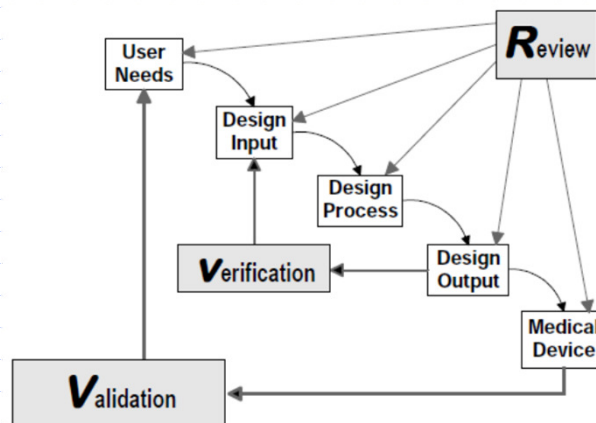 Review
User
Needs
Design
Input
Design
Process
Verification
Design
Output
Medical
Device
Validation